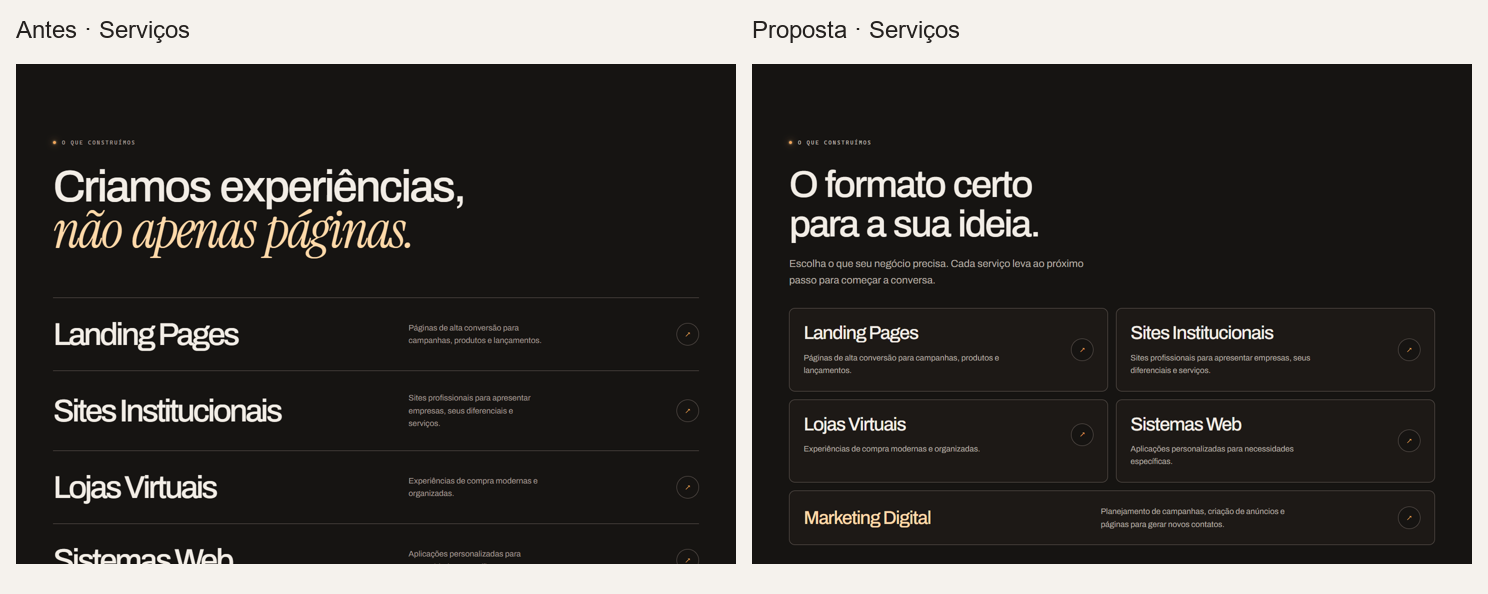 Antes · Serviços
O QUE CONSTRUÍMOS
Criamos experiências,
não apenas páginas.
Landing Pages
Páginas de alta conversão para
campanhas, produtos e lançamentos.
↗
Sites Institucionais
Sites profissionais para apresentar
empresas, seus diferenciais e
serviços.
↗
Lojas Virtuais
Experiências de compra modernas e
organizadas.
↗
Sistemas Web
Aplicações personalizadas para
↗
Proposta · Serviços
O QUE CONSTRUÍMOS
O formato certo
para a sua ideia.
Escolha o que seu negócio precisa. Cada serviço leva ao próximo
passo para começar a conversa.
Landing Pages
Páginas de alta conversão para campanhas, produtos e
lançamentos.
↗
Sites Institucionais
Sites profissionais para apresentar empresas, seus
diferenciais e serviços.
↗
Lojas Virtuais
Experiências de compra modernas e organizadas.
↗
Sistemas Web
Aplicações personalizadas para necessidades
específicas.
↗
Marketing Digital
Planejamento de campanhas, criação de anúncios e
páginas para gerar novos contatos.
↗